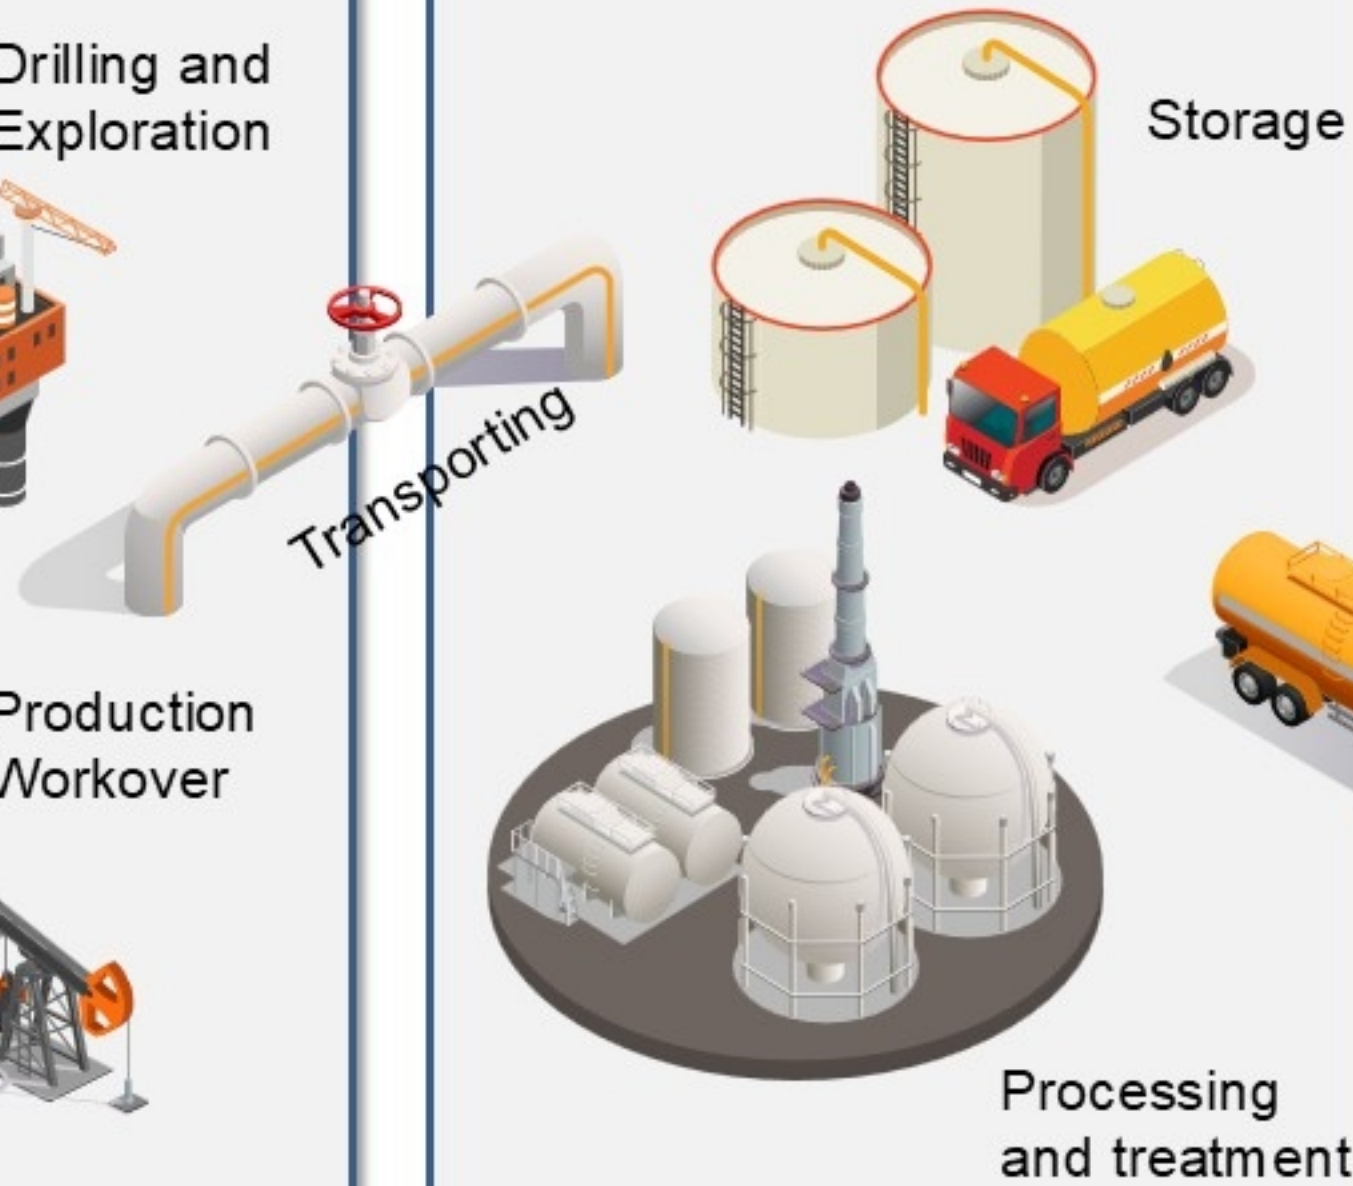 Drilling and
Exploration
Storage
Transporting
Production
Workover
Processing
and treatment